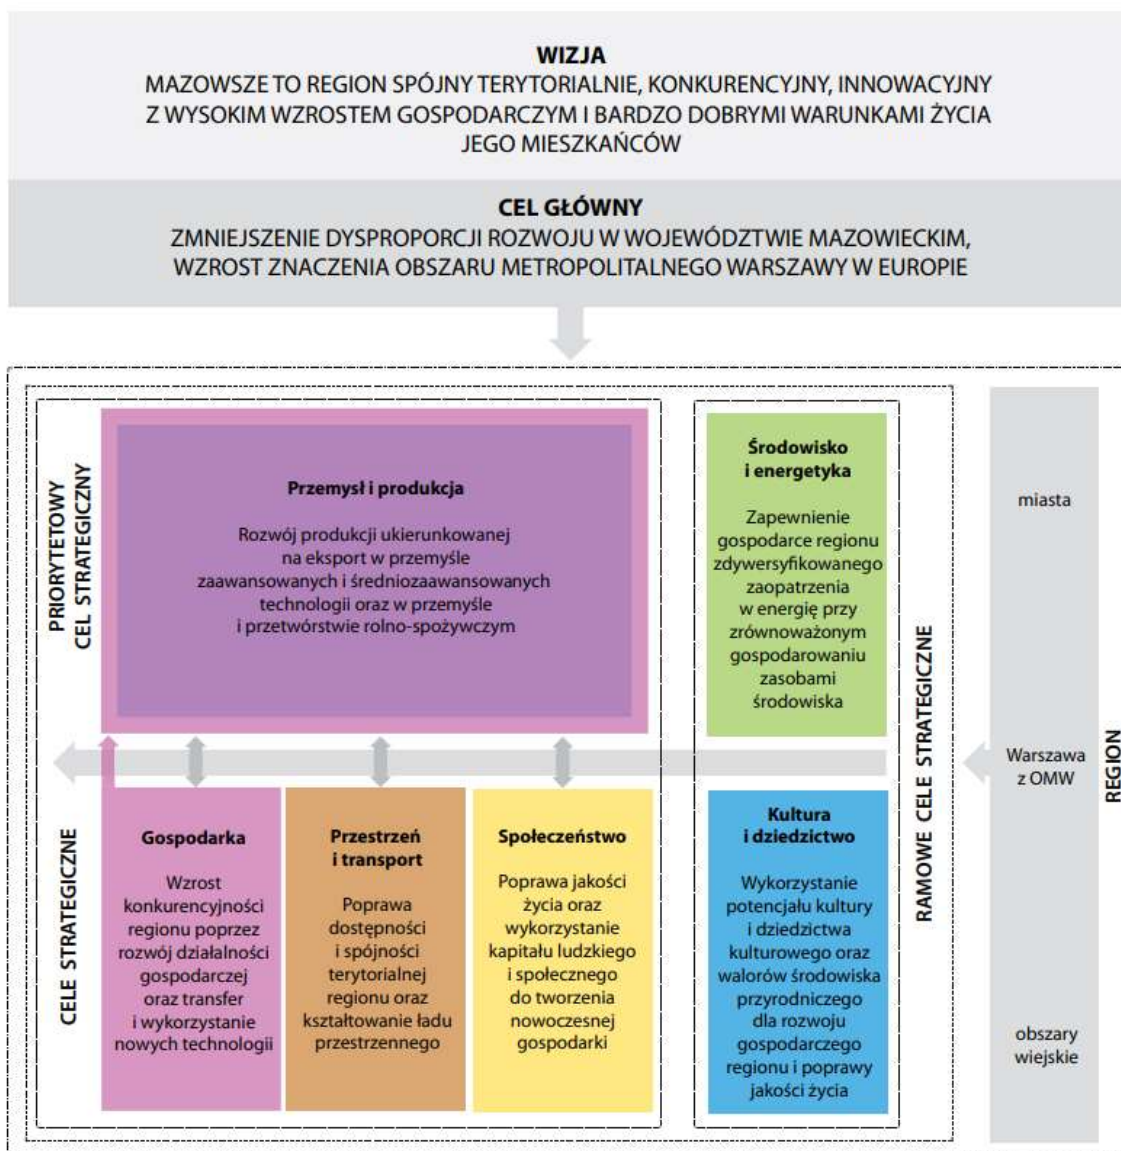 WIZJA
MAZOWSZE TO REGION SPÓJNY TERYTORIALNIE, KONKURENCYJNY, INNOWACYJNY
Z WYSOKIM WZROSTEM GOSPODARCZYM I BARDZO DOBRYMI WARUNKAMI ŻYCIA
JEGO MIESZKAŃCÓW
CEL GŁÓWNY
ZMNIEJSZENIE DYSPROPORCJI ROZWOJU W WOJEWÓDZTWIE MAZOWIECKIM,
WZROST ZNACZENIA OBSZARU METROPOLITALNEGO WARSZAWY W EUROPIE
PRIORYTETOWY
CEL STRATEGICZNY
Przemysł i produkcja
Rozwój produkcji ukierunkowanej
na eksport w przemyśle
zaawansowanych i średniozaawansowanych
technologii oraz w przemyśle
i przetwórstwie rolno-spożywczym
Środowisko
i energetyka
Zapewnienie
gospodarce regionu
zdywersyfikowanego
zaopatrzenia
w energię przy
zrównoważonym
gospodarowaniu
zasobami
środowiska
CELE STRATEGICZNE
Gospodarka
Wzrost
konkurencyjności
regionu poprzez
rozwój działalności
gospodarczej
oraz transfer
i wykorzystanie
nowych technologii
Przestrzeń
i transport
Poprawa
dostępności
i spójności
terytorialnej
regionu oraz
kształtowanie ładu
przestrzennego
Społeczeństwo
Poprawa jakości
życia oraz
wykorzystanie
kapitału ludzkiego
i społecznego
do tworzenia
nowoczesnej
gospodarki
Kultura
i dziedzictwo
Wykorzystanie
potencjału kultury
i dziedzictwa
kulturowego oraz
walorów środowiska
przyrodniczego
dla rozwoju
gospodarczego
regionu i poprawy
jakości życia
RAMOWE CELE STRATEGICZNE
miasta
Warszawa
z OMW
obszary
wiejskie
REGION